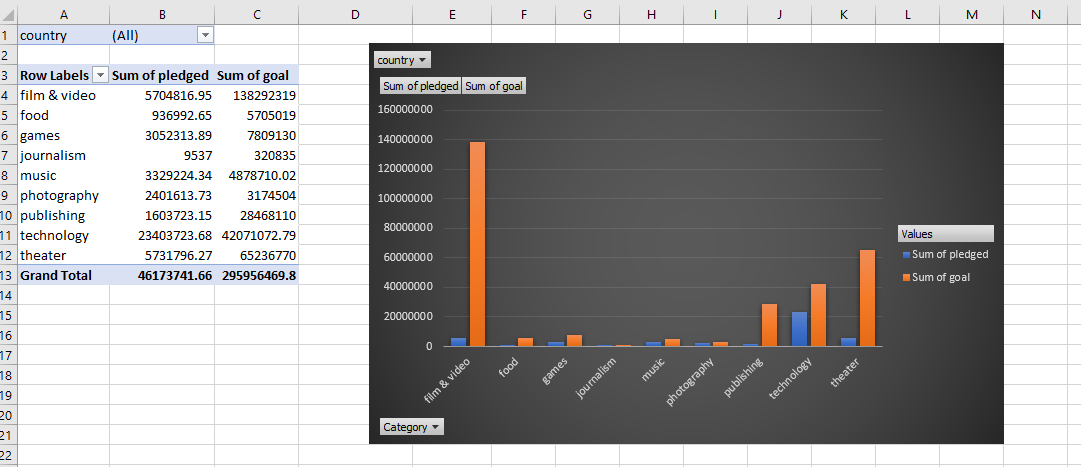 A B C D E F G H I J K L M N
1 country (All)
2
3 Row Labels Sum of pledged Sum of goal
4 film & video 5704816.95 138292319
5 food 936992.65 5705019
6 games 3052313.89 7809130
7 journalism 9537 320835
8 music 3329224.34 4878710.02
9 photography 2401613.73 3174504
10 publishing 1603723.15 28468110
11 technology 23403723.68 42071072.79
12 theater 5731796.27 65236770
13 Grand Total 46173741.66 295956469.8
14
15
16
17
18
19
20
21
22
country
Sum of pledged Sum of goal
160000000
140000000
120000000
100000000
80000000
60000000
40000000
20000000
0
film & video food games journalism music photography publishing technology theater
Values
Sum of pledged
Sum of goal
Category